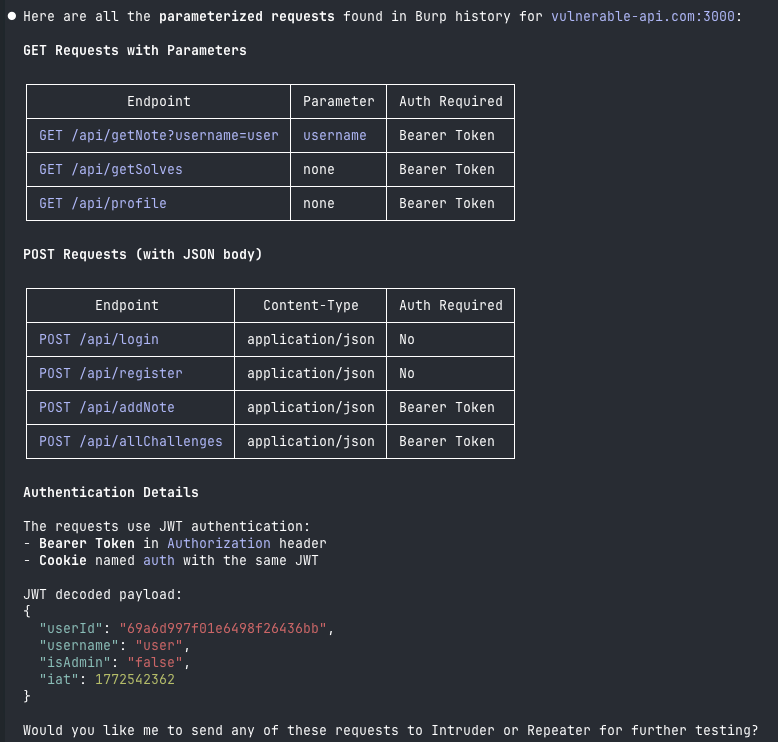 ● Here are all the parameterized requests found in Burp history for vulnerable-api.com:3000:
GET Requests with Parameters
Endpoint Parameter Auth Required
GET /api/getNote?username=user username Bearer Token
GET /api/getSolves none Bearer Token
GET /api/profile none Bearer Token
POST Requests (with JSON body)
Endpoint Content-Type Auth Required
POST /api/login application/json No
POST /api/register application/json No
POST /api/addNote application/json Bearer Token
POST /api/allChallenges application/json Bearer Token
Authentication Details
The requests use JWT authentication:
- Bearer Token in Authorization header
- Cookie named auth with the same JWT
JWT decoded payload:
{
"userId": "69a6d997f01e6498f26436bb",
"username": "user",
"isAdmin": "false",
"iat": 1772542362
}
Would you like me to send any of these requests to Intruder or Repeater for further testing?